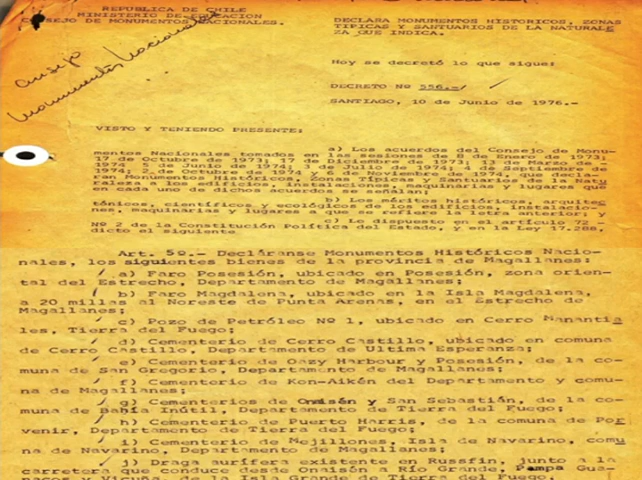 REPUBLICA DE CHILE
MINISTERIO DE EDUCACION
CONSEJO DE MONUMENTOS NACIONALES.
DECLARA MONUMENTOS HISTORICOS, ZONAS
TIPICAS Y SANTUARIOS DE LA NATURALE
ZA QUE INDICA.
Consejo
Monumentos Nacionales
Hoy se decretó lo que sigue:
DECRETO Nº 556.-/
SANTIAGO, 10 de Junio de 1976.-
VISTO Y TENIENDO PRESENTE:
a) Los acuerdos del Consejo de Monu-
mentos Nacionales tomados en las sesiones de 8 de Enero de 1973;
17 de Octubre de 1973; 17 de Diciembre de 1973; 13 de Marzo de
1974 5 de Junio de 1974; 3 de Julio de 1974; 4 de Septiembre de
1974; 2 de Octubre de 1974 y 6 de Noviembre de 1974, que decla-
ran Monumentos Históricos, Zonas Típicas y Santuarios de la Natu
raleza a los edificios, instalaciones, maquinarias y lugares que
en cada uno de dichos acuerdos se señalan;
b) Los méritos históricos, arquitec
tónicos, científicos y ecológicos de los edificios, instalacio-
nes, maquinarias y lugares a que se refiere la letra anterior; y
c) Lo dispuesto en el artículo 72 -
Nº 2 de la Constitución Política del Estado, y en la Ley 17.288,
dicto el siguiente
Art. 5º.- Decláranse Monumentos Históricos Nacio-
nales, los siguientes bienes de la provincia de Magallanes:
a) Faro Posesión, ubicado en Posesión, zona orien-
tal del Estrecho, Departamento de Magallanes;
b) Faro Magdalena, ubicado en la Isla Magdalena,
a 20 millas al Noreste de Punta Arenas, en el Estrecho de
Magallanes;
c) Pozo de Petróleo Nº 1, ubicado en Cerro Manantia
les, Tierra del Fuego;
d) Cementerio de Cerro Castillo, ubicado en comuna
de Cerro Castillo, Departamento de Ultima Esperanza;
e) Cementerio de Oazy Harbour y Posesión, de la co-
muna de San Gregorio, Departamento de Magallanes;
f) Cementerio de Kon-Aikén del Departamento y comu-
na de Magallanes;
g) Cementerios de Onaisén y San Sebastián, de la co-
muna de Bahía Inútil, Departamento de Tierra del Fuego;
h) Cementerio de Puerto Harris, de la comuna de Por
venir, Departamento de Tierra del Fuego;
i) Cementerio de Mejillones, Isla de Navarino, comu
na de Navarino, Departamento de Magallanes;
j) Draga aurífera existente en Russfin, junto a la
carretera que conduce desde Onaisón a Río Grande, Pampa Gua-
nacos y Vicuña, de la Isla Grande de Tierra del Fuego.